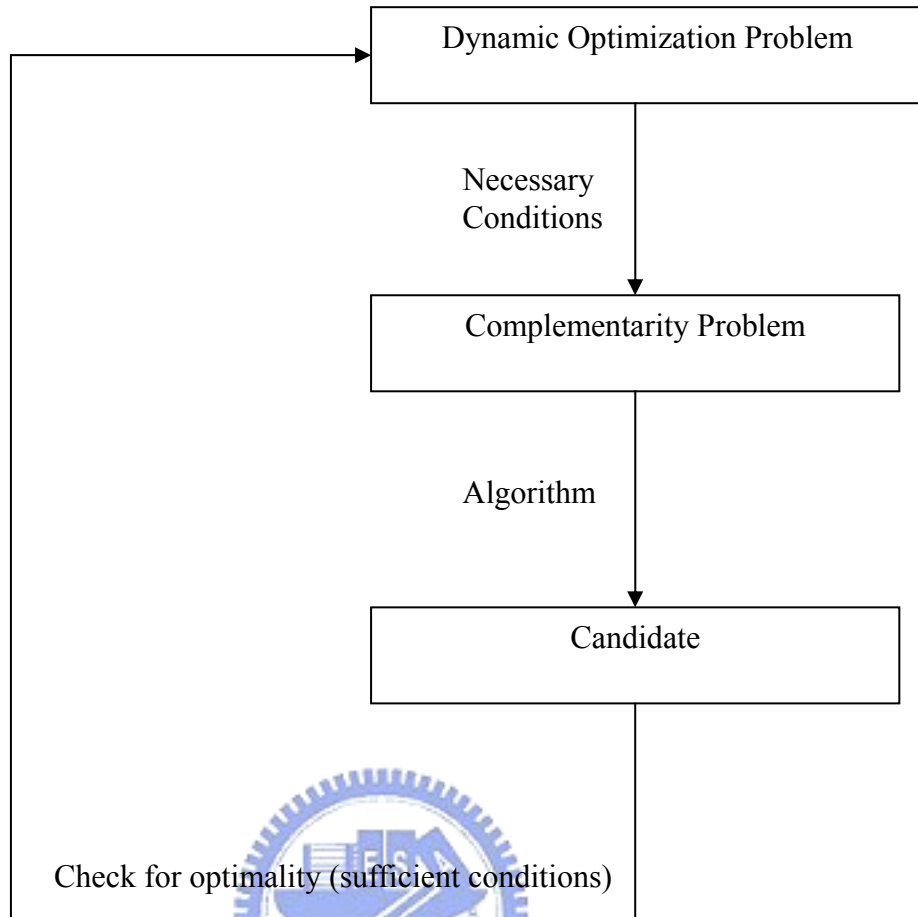 Dynamic Optimization Problem
Necessary
Conditions
Complementarity Problem
Algorithm
Candidate
Check for optimality (sufficient conditions)